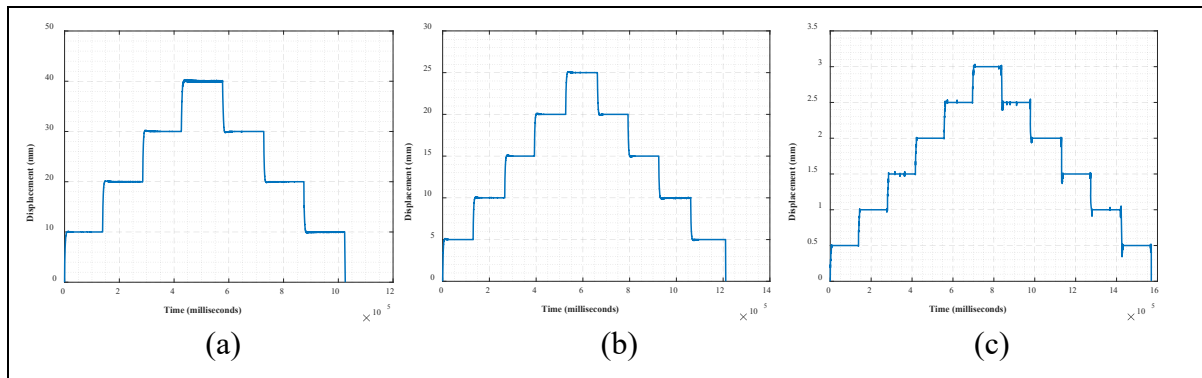 50
40
30
20
10
0
Displacement (mm)
0 2 4 6 8 10 12
Time (milliseconds)
× 10 5
(a)
30
25
20
15
10
5
0
Displacement (mm)
0 2 4 6 8 10 12 14
Time (milliseconds)
× 10 5
(b)
3.5
3
2.5
2
1.5
1
0.5
0
Displacement (mm)
0 2 4 6 8 10 12 14 16
Time (milliseconds)
× 10 5
(c)